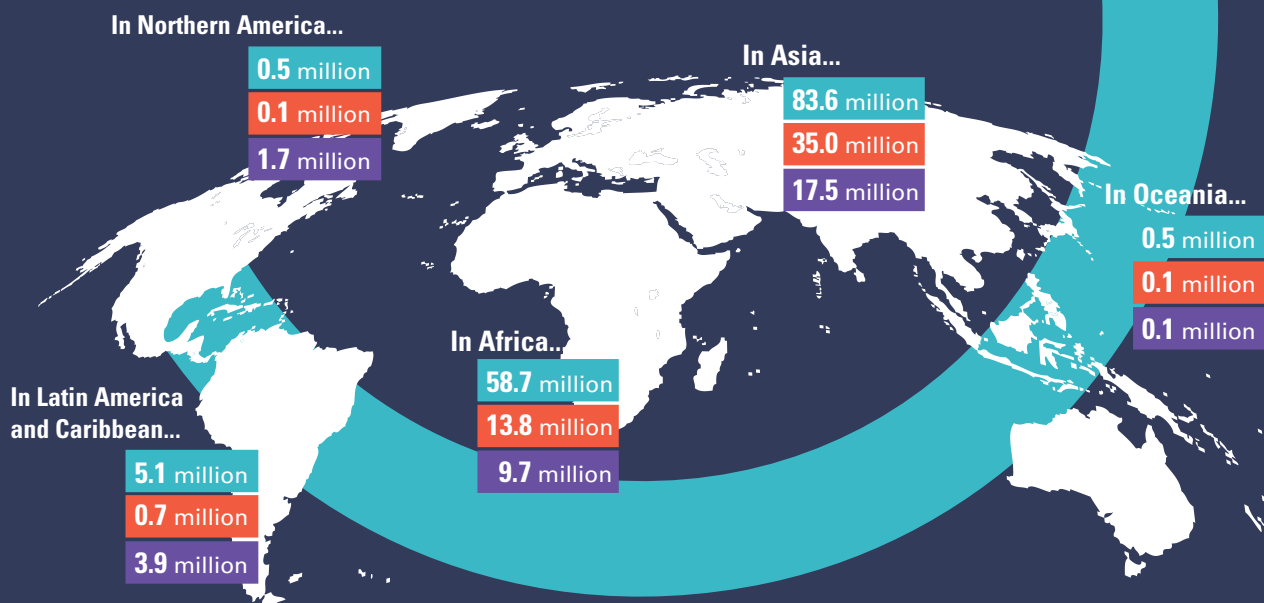 In Northern America...
0.5 million
0.1 million
1.7 million
In Asia...
83.6 million
35.0 million
17.5 million
In Oceania...
0.5 million
0.1 million
0.1 million
In Africa...
58.7 million
13.8 million
9.7 million
In Latin America
and Caribbean...
5.1 million
0.7 million
3.9 million